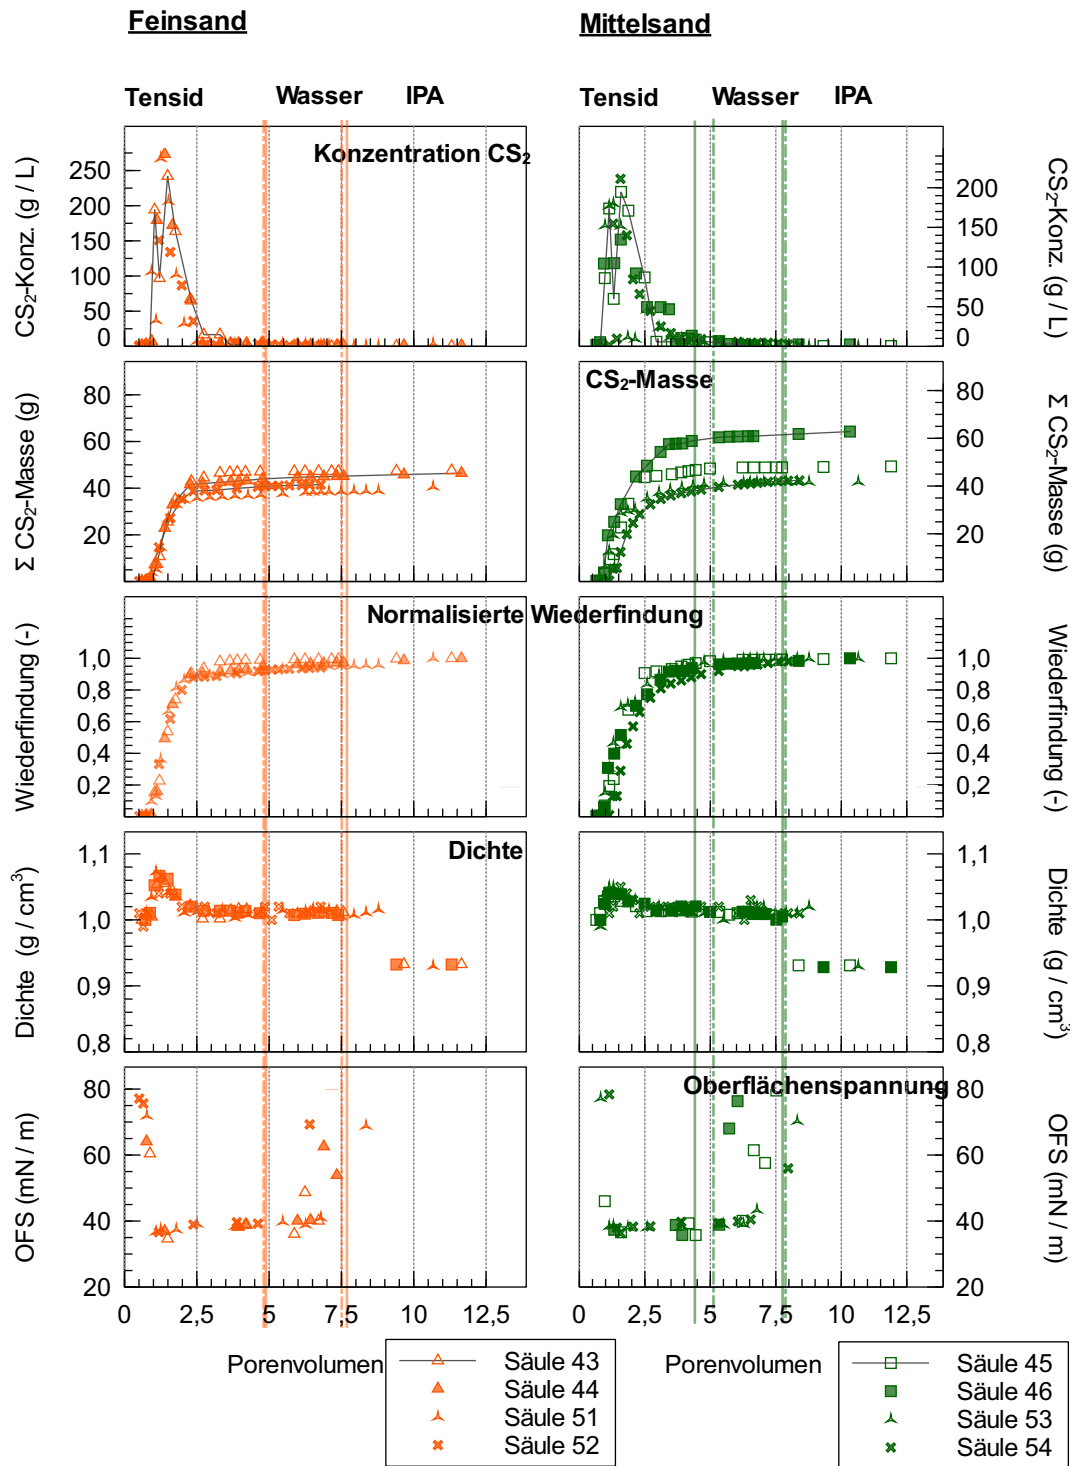 Feinsand Mittelsand
Tensid Wasser IPA Tensid Wasser IPA
Konzentration CS₂
CS₂-Konz. (g / L)
250
200
150
100
50
0
CS₂-Konz. (g / L)
200
150
100
50
0
CS₂-Masse
Σ CS₂-Masse (g)
80
60
40
20
Σ CS₂-Masse (g)
80
60
40
20
Normalisierte Wiederfindung
Wiederfindung (-)
1,0
0,8
0,6
0,4
0,2
Wiederfindung (-)
1,0
0,8
0,6
0,4
0,2
Dichte
Dichte (g / cm³)
1,1
1,0
0,9
0,8
Dichte (g / cm³)
1,1
1,0
0,9
0,8
Oberflächenspannung
OFS (mN / m)
80
60
40
20
OFS (mN / m)
80
60
40
20
0 2,5 5 7,5 10 12,5 0 2,5 5 7,5 10 12,5
Porenvolumen
Säule 43
Säule 44
Säule 51
Säule 52
Porenvolumen
Säule 45
Säule 46
Säule 53
Säule 54